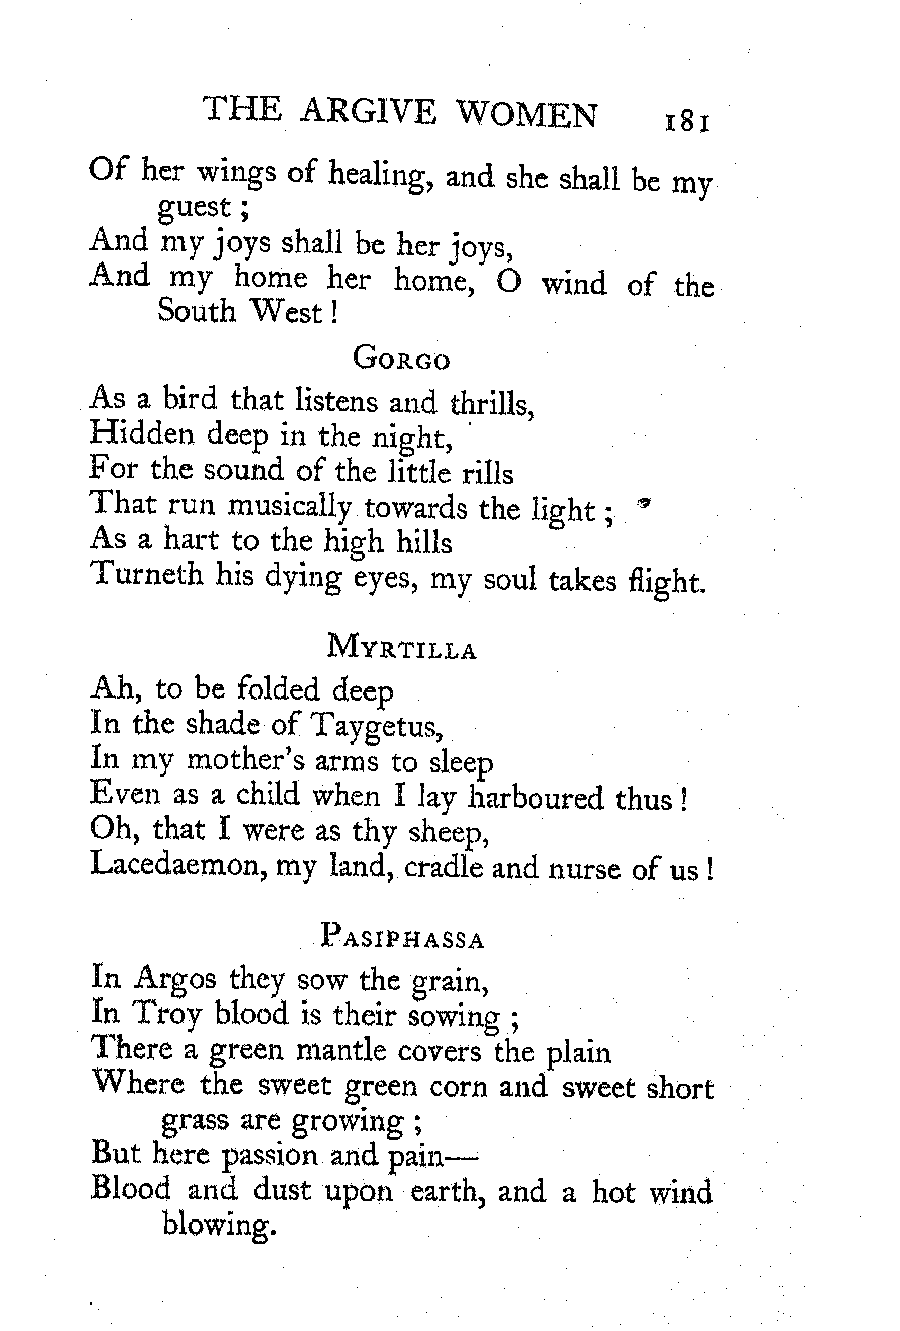 THE ARGIVE WOMEN 181
Of her wings of healing, and she shall be my
guest ;
And my joys shall be her joys,
And my home her home, O wind of the
South West !
GORGO
As a bird that listens and thrills,
Hidden deep in the night,
For the sound of the little rills
That run musically towards the light ;
As a hart to the high hills
Turneth his dying eyes, my soul takes flight.
MYRTILLA
Ah, to be folded deep
In the shade of Taygetus,
In my mother's arms to sleep
Even as a child when I lay harboured thus !
Oh, that I were as thy sheep,
Lacedaemon, my land, cradle and nurse of us !
PASIPHASSA
In Argos they sow the grain,
In Troy blood is their sowing ;
There a green mantle covers the plain
Where the sweet green corn and sweet short
grass are growing ;
But here passion and pain—
Blood and dust upon earth, and a hot wind
blowing.